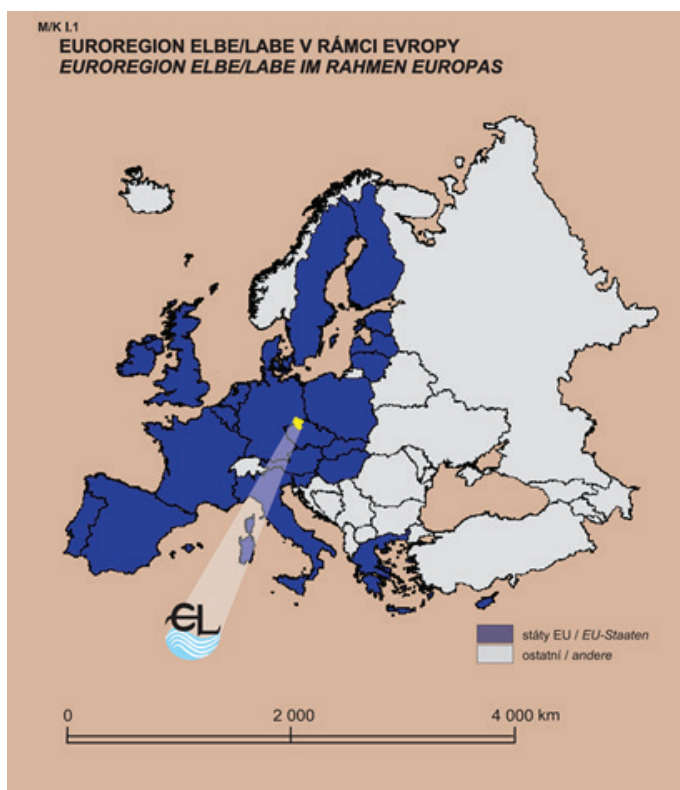 M/K I.1
EUROREGION ELBE/LABE V RÁMCI EVROPY
EUROREGION ELBE/LABE IM RAHMEN EUROPAS
EL
státy EU / EU-Staaten
ostatní / andere
0 2 000 4 000 km